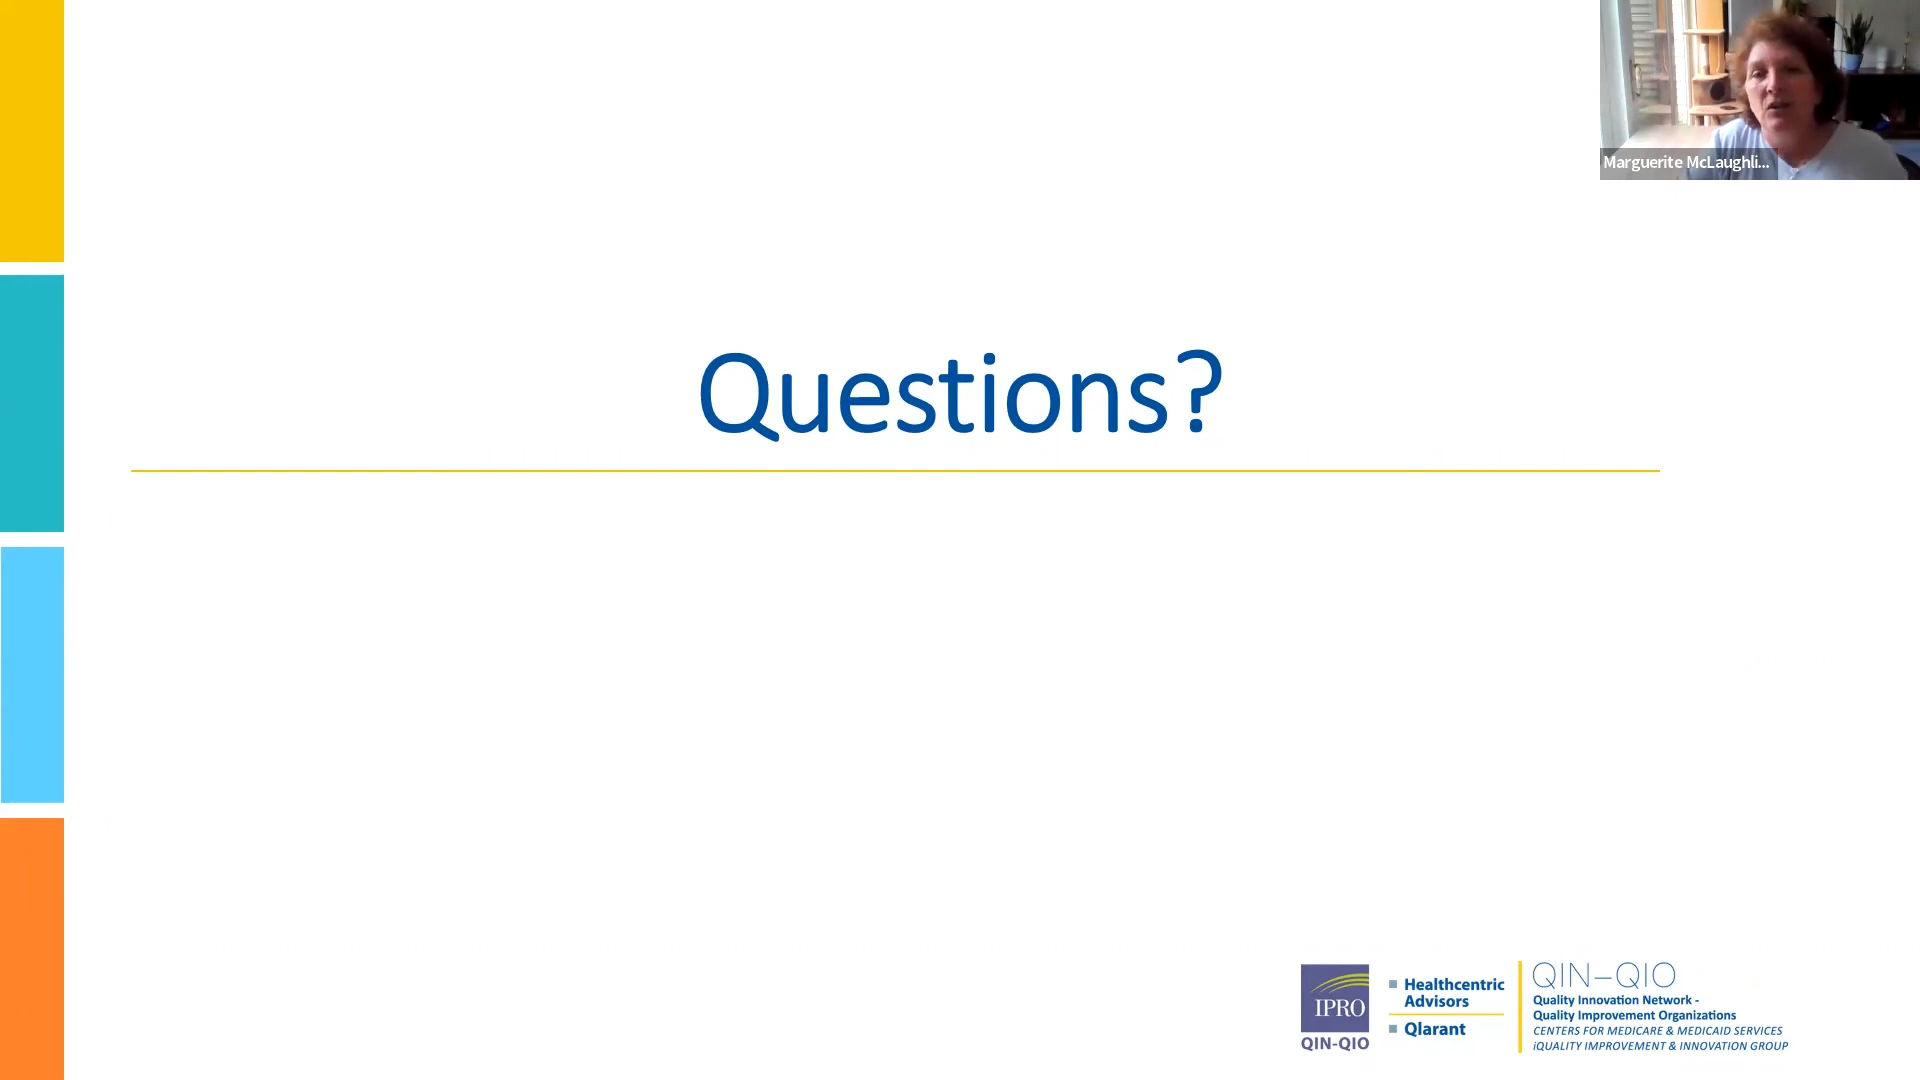 Marguerite McLaughli...
Questions?
IPRO
QIN-QIO
Healthcentric
Advisors
Qlarant
QIN–QIO
Quality Innovation Network -
Quality Improvement Organizations
CENTERS FOR MEDICARE & MEDICAID SERVICES
iQUALITY IMPROVEMENT & INNOVATION GROUP